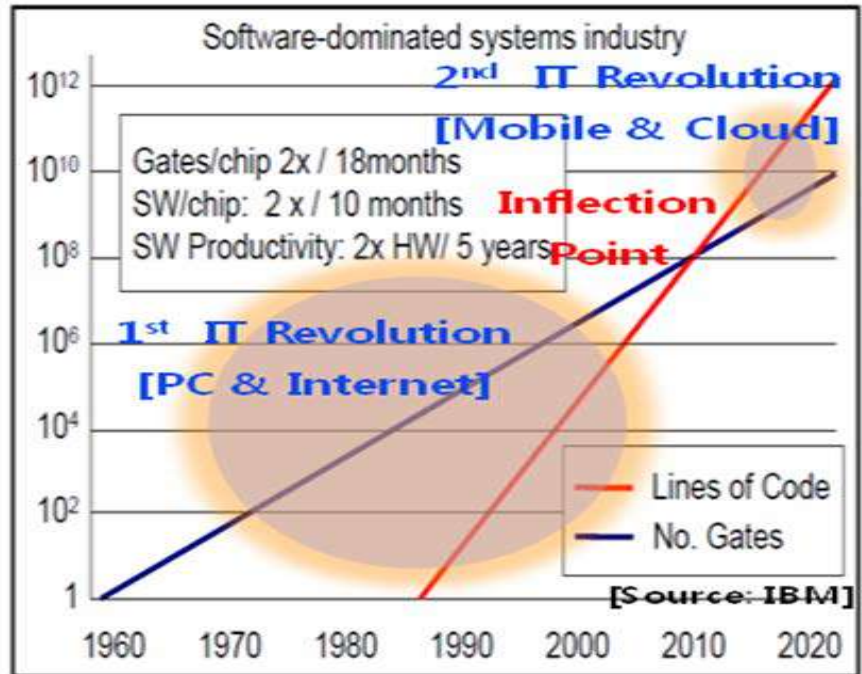 Software-dominated systems industry
2nd IT Revolution
[Mobile & Cloud]
Gates/chip 2x / 18months
SW/chip: 2 x / 10 months
SW Productivity: 2x HW/ 5 years
Inflection
Point
1st IT Revolution
[PC & Internet]
10^12
10^10
10^8
10^6
10^4
10^2
1
Lines of Code
No. Gates
[Source: IBM]
1960 1970 1980 1990 2000 2010 2020